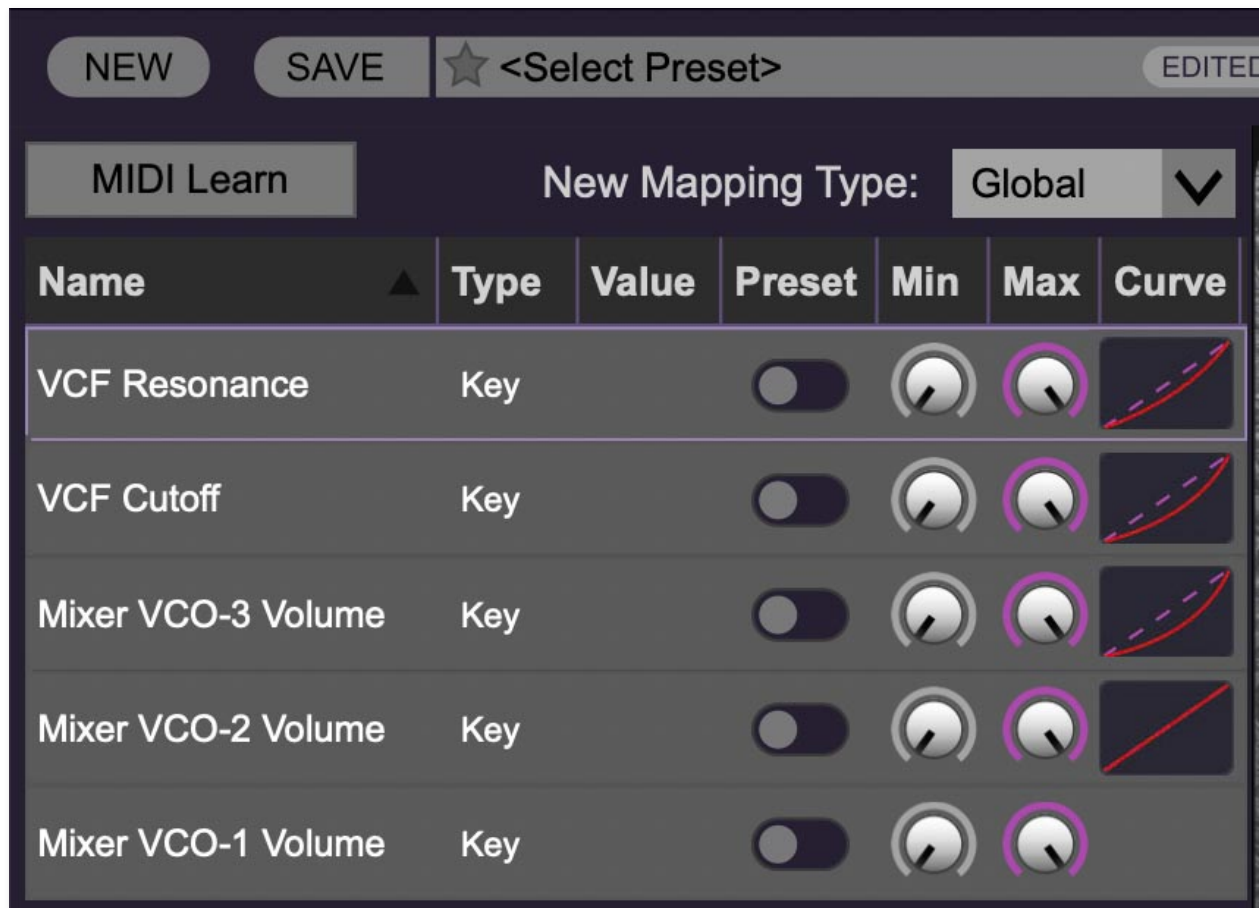 NEW SAVE <Select Preset> EDITED
MIDI Learn New Mapping Type: Global
Name Type Value Preset Min Max Curve
VCF Resonance Key
VCF Cutoff Key
Mixer VCO-3 Volume Key
Mixer VCO-2 Volume Key
Mixer VCO-1 Volume Key